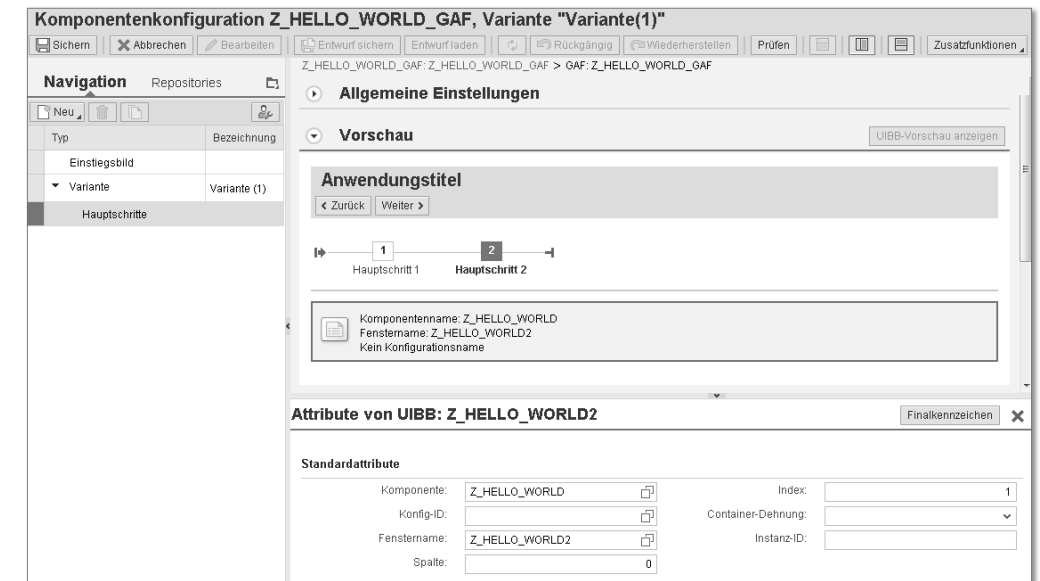 Komponentenkonfiguration Z_HELLO_WORLD_GAF, Variante "Variante(1)"
Sichern Abbrechen Bearbeiten Entwurf sichern Entwurf laden Rückgängig Wiederherstellen Prüfen Zusatzfunktionen
Navigation Repositories
Neu
Typ Bezeichnung
Einstiegsbild
Variante Variante (1)
Hauptschritte
Z_HELLO_WORLD_GAF: Z_HELLO_WORLD_GAF > GAF: Z_HELLO_WORLD_GAF
Allgemeine Einstellungen
Vorschau UIBB-Vorschau anzeigen
Anwendungstitel
Zurück Weiter
1 2
Hauptschritt 1 Hauptschritt 2
Komponentenname: Z_HELLO_WORLD
Fenstername: Z_HELLO_WORLD2
Kein Konfigurationsname
Attribute von UIBB: Z_HELLO_WORLD2 Finalkennzeichen
Standardattribute
Komponente: Z_HELLO_WORLD Index: 1
Konfig-ID: Container-Dehnung:
Fenstername: Z_HELLO_WORLD2 Instanz-ID:
Spalte: 0